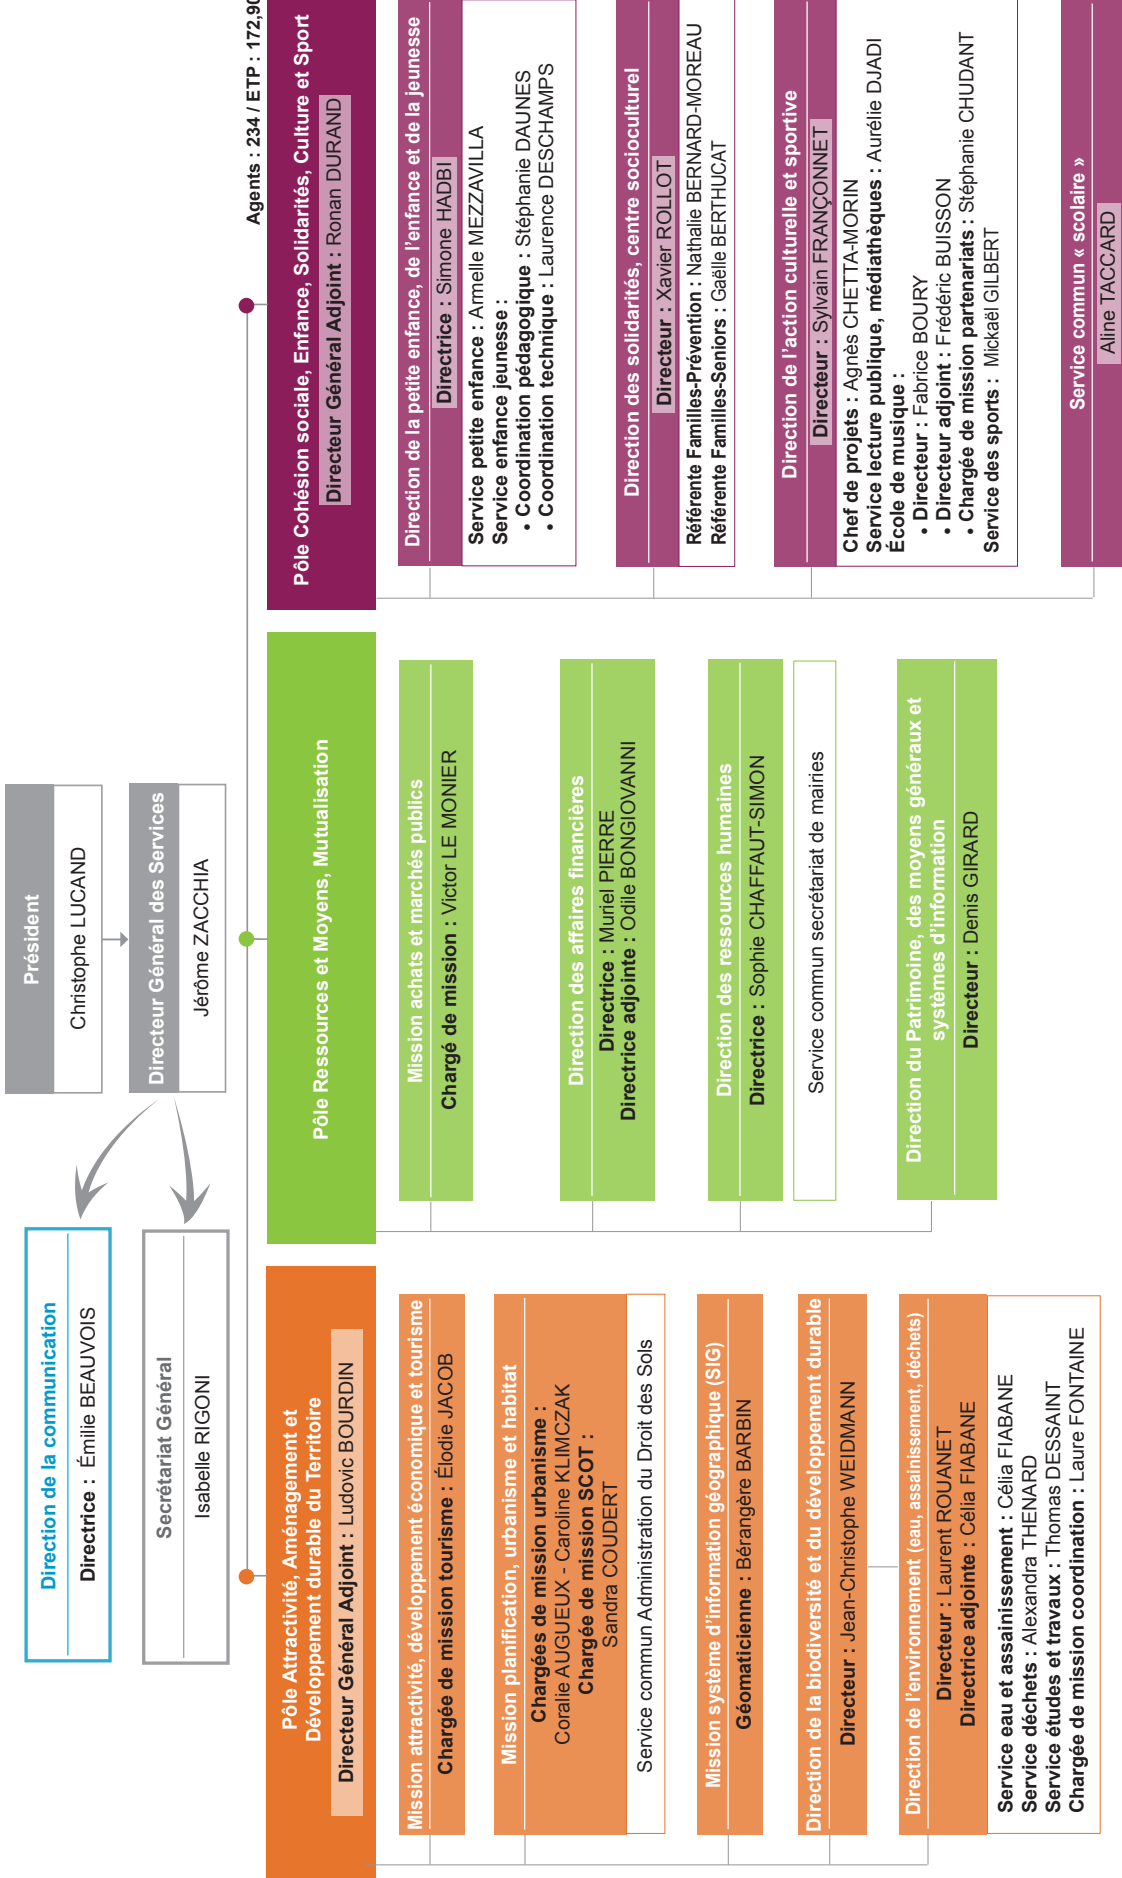 Président
Christophe LUCAND
Directeur Général des Services
Jérôme ZACCHIA
Direction de la communication
Directrice : Émilie BEAUVOIS
Secrétariat Général
Isabelle RIGONI
Agents : 234 / ETP : 172,90
Pôle Attractivité, Aménagement et
Développement durable du Territoire
Directeur Général Adjoint : Ludovic BOURDIN
Mission attractivité, développement économique et tourisme
Chargée de mission tourisme : Élodie JACOB
Mission planification, urbanisme et habitat
Chargées de mission urbanisme :
Coralie AUGUEUX - Caroline KLIMCZAK
Chargée de mission SCOT :
Sandra COUDERT
Service commun Administration du Droit des Sols
Mission système d'information géographique (SIG)
Géomaticienne : Bérangère BARBIN
Direction de la biodiversité et du développement durable
Directeur : Jean-Christophe WEIDMANN
Direction de l'environnement (eau, assainissement, déchets)
Directeur : Laurent ROUANET
Directrice adjointe : Célia FIABANE
Service eau et assainissement : Célia FIABANE
Service déchets : Alexandra THENARD
Service études et travaux : Thomas DESSAINT
Chargée de mission coordination : Laure FONTAINE
Pôle Ressources et Moyens, Mutualisation
Mission achats et marchés publics
Chargé de mission : Victor LE MONIER
Direction des affaires financières
Directrice : Muriel PIERRE
Directrice adjointe : Odile BONGIOVANNI
Direction des ressources humaines
Directrice : Sophie CHAFFAUT-SIMON
Service commun secrétariat de mairies
Direction du Patrimoine, des moyens généraux et
systèmes d'information
Directeur : Denis GIRARD
Pôle Cohésion sociale, Enfance, Solidarités, Culture et Sport
Directeur Général Adjoint : Ronan DURAND
Direction de la petite enfance, de l'enfance et de la jeunesse
Directrice : Simone HADBI
Service petite enfance : Armelle MEZZAVILLA
Service enfance jeunesse :
• Coordination pédagogique : Stéphanie DAUNES
• Coordination technique : Laurence DESCHAMPS
Direction des solidarités, centre socioculturel
Directeur : Xavier ROLLOT
Référente Familles-Prévention : Nathalie BERNARD-MOREAU
Référente Familles-Seniors : Gaëlle BERTHUCAT
Direction de l'action culturelle et sportive
Directeur : Sylvain FRANÇONNET
Chef de projets : Agnès CHETTA-MORIN
Service lecture publique, médiathèques : Aurélie DJADI
École de musique :
• Directeur : Fabrice BOURY
• Directeur adjoint : Frédéric BUISSON
• Chargée de mission partenariats : Stéphanie CHUDANT
Service des sports : Mickaël GILBERT
Service commun « scolaire »
Aline TACCARD